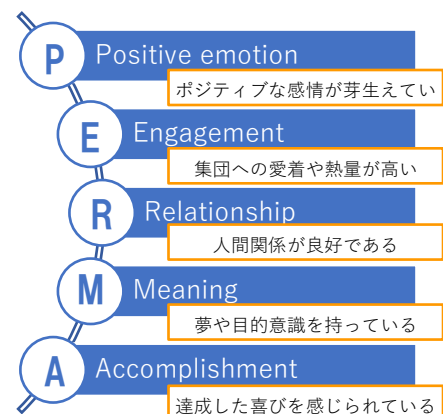 P Positive emotion
ポジティブな感情が芽生えてい
E Engagement
集団への愛着や熱量が高い
R Relationship
人間関係が良好である
M Meaning
夢や目的意識を持っている
A Accomplishment
達成した喜びを感じられている